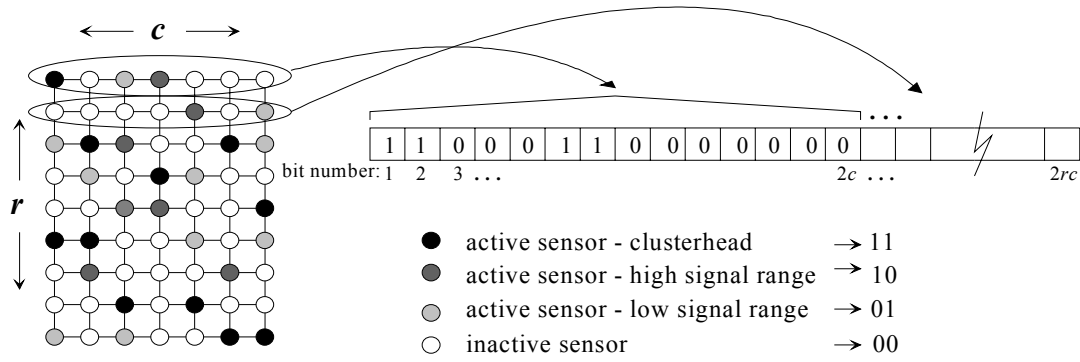 c
r
1 1 0 0 0 1 1 0 0 0 0 0 0 0 ...
bit number: 1 2 3 ... 2c ... 2rc
active sensor - clusterhead → 11
active sensor - high signal range → 10
active sensor - low signal range → 01
inactive sensor → 00